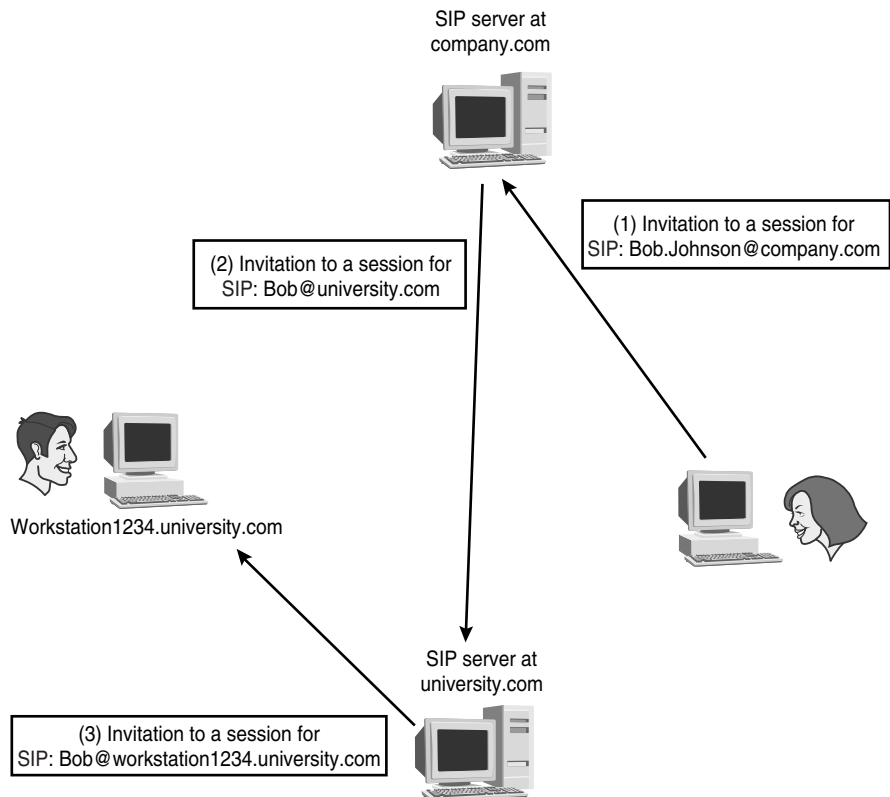 SIP server at
company.com
(1) Invitation to a session for
SIP: Bob.Johnson@company.com
(2) Invitation to a session for
SIP: Bob@university.com
Workstation1234.university.com
SIP server at
university.com
(3) Invitation to a session for
SIP: Bob@workstation1234.university.com